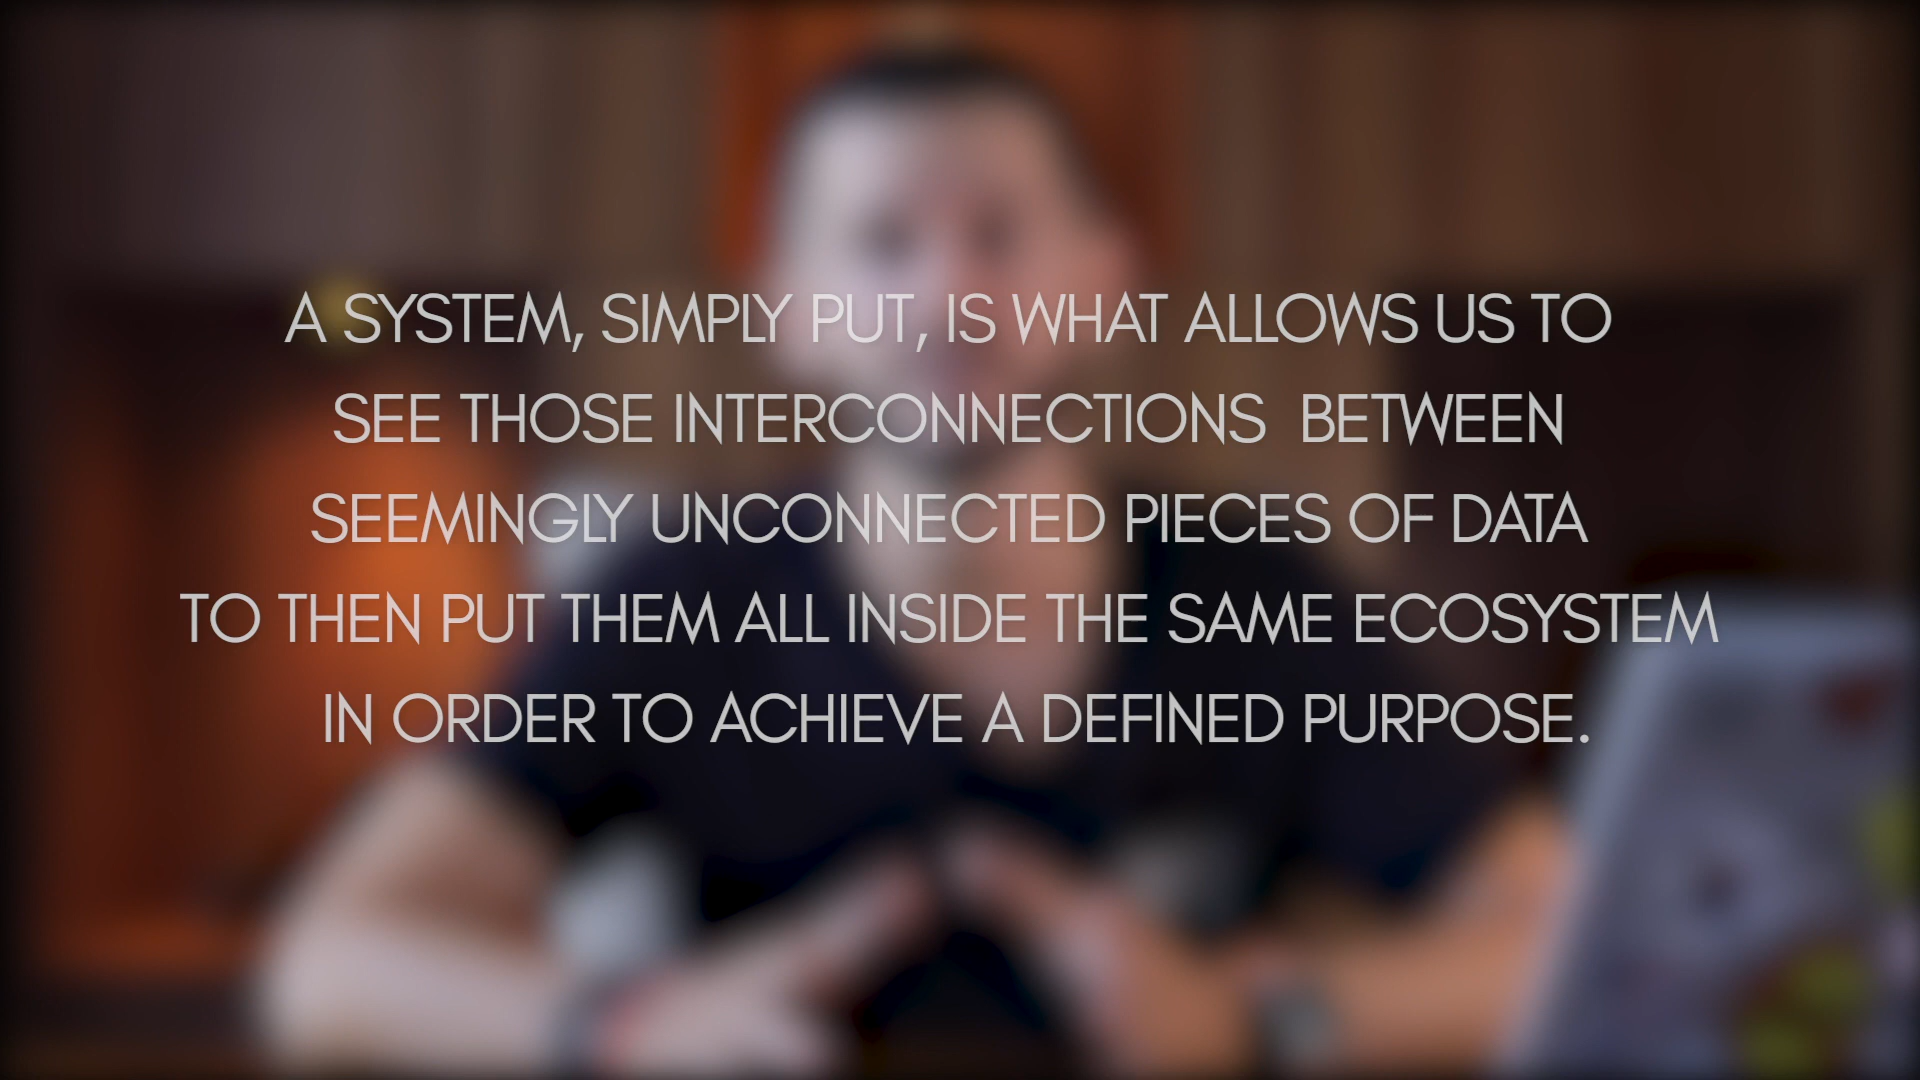 A SYSTEM, SIMPLY PUT, IS WHAT ALLOWS US TO
SEE THOSE INTERCONNECTIONS  BETWEEN
SEEMINGLY UNCONNECTED PIECES OF DATA
TO THEN PUT THEM ALL INSIDE THE SAME ECOSYSTEM
IN ORDER TO ACHIEVE A DEFINED PURPOSE.